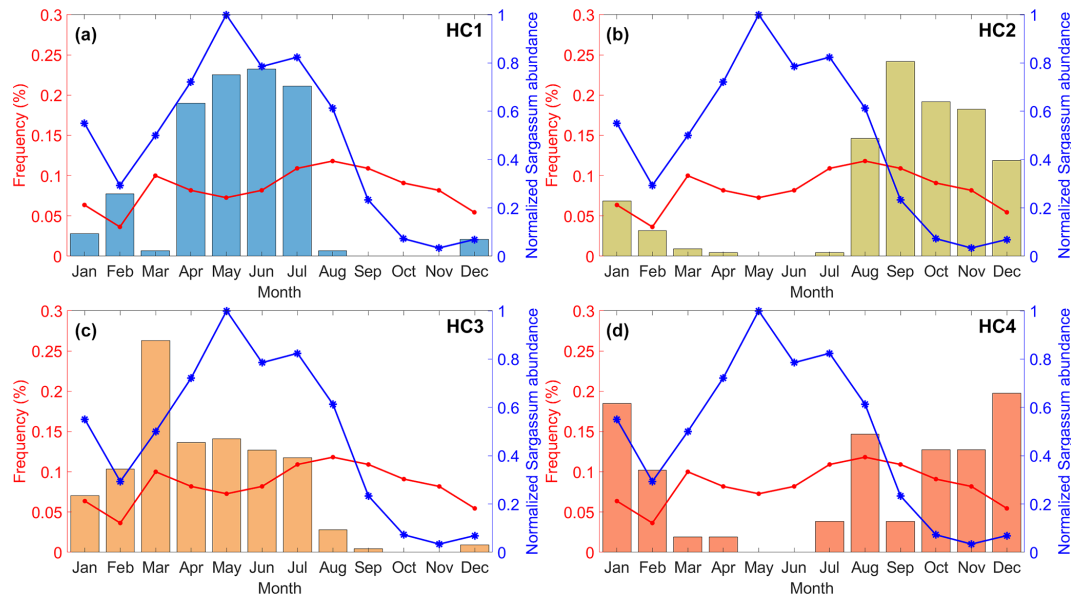 (a) HC1
0.3
0.25
0.2
0.15
0.1
0.05
0
Frequency (%)
1
0.8
0.6
0.4
0.2
0
Normalized Sargassum abundance
Jan Feb Mar Apr May Jun Jul Aug Sep Oct Nov Dec
Month
(b) HC2
0.3
0.25
0.2
0.15
0.1
0.05
0
Frequency (%)
1
0.8
0.6
0.4
0.2
0
Normalized Sargassum abundance
Jan Feb Mar Apr May Jun Jul Aug Sep Oct Nov Dec
Month
(c) HC3
0.3
0.25
0.2
0.15
0.1
0.05
0
Frequency (%)
1
0.8
0.6
0.4
0.2
0
Normalized Sargassum abundance
Jan Feb Mar Apr May Jun Jul Aug Sep Oct Nov Dec
Month
(d) HC4
0.3
0.25
0.2
0.15
0.1
0.05
0
Frequency (%)
1
0.8
0.6
0.4
0.2
0
Normalized Sargassum abundance
Jan Feb Mar Apr May Jun Jul Aug Sep Oct Nov Dec
Month